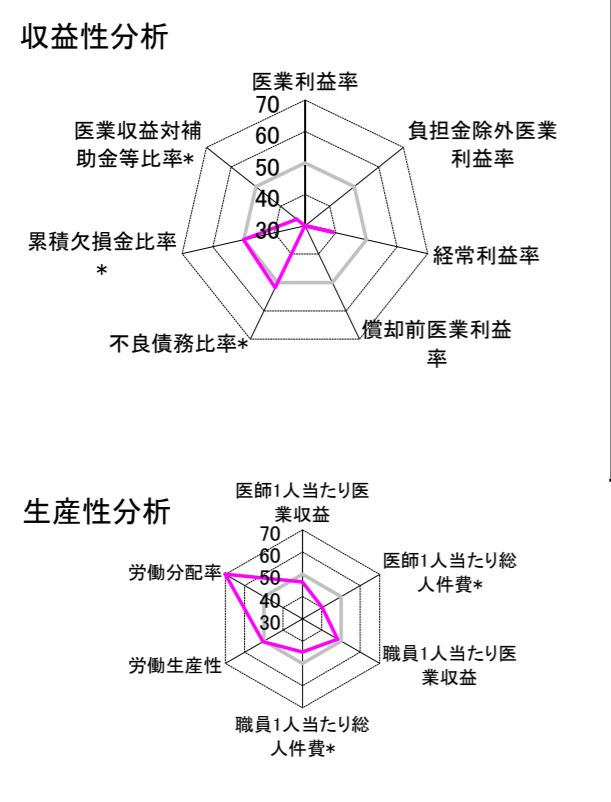 収益性分析
医業利益率
負担金除外医業
利益率
経常利益率
償却前医業利益
率
不良債務比率*
累積欠損金比率
*
医業収益対補
助金等比率*
70
60
50
40
30
生産性分析
医師1人当たり医
業収益
医師1人当たり総
人件費*
職員1人当たり医
業収益
職員1人当たり総
人件費*
労働生産性
労働分配率
70
60
50
40
30